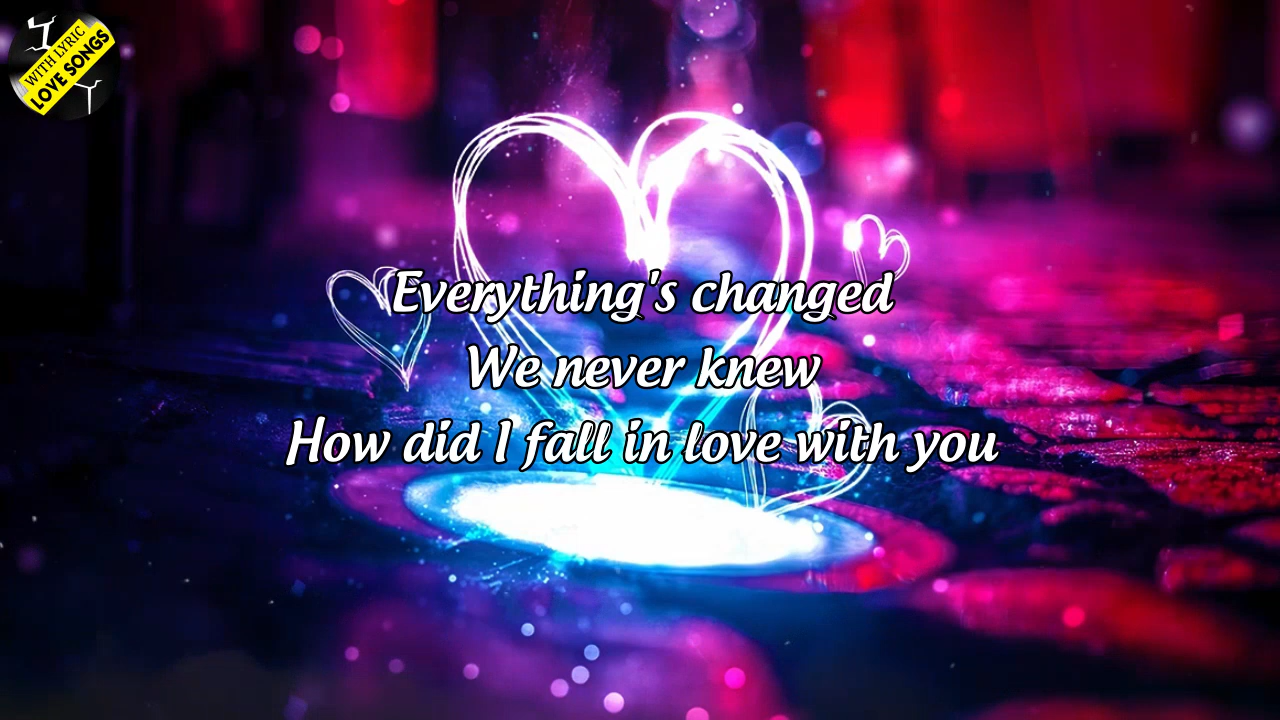 WITH LYRIC
LOVE SONGS
Everything's changed
We never knew
How did I fall in love with you